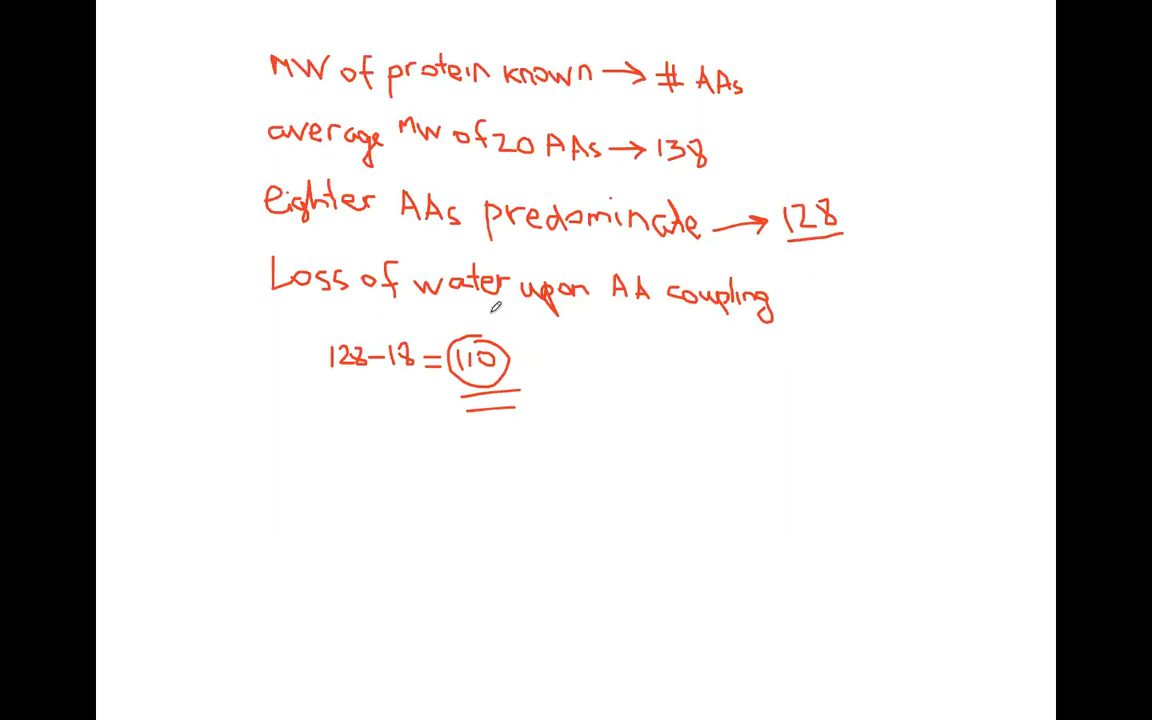 MW of protein known → # AAs
average MW of 20 AAs → 138
lighter AAs predominate → 128
Loss of water upon AA coupling
128-18=110